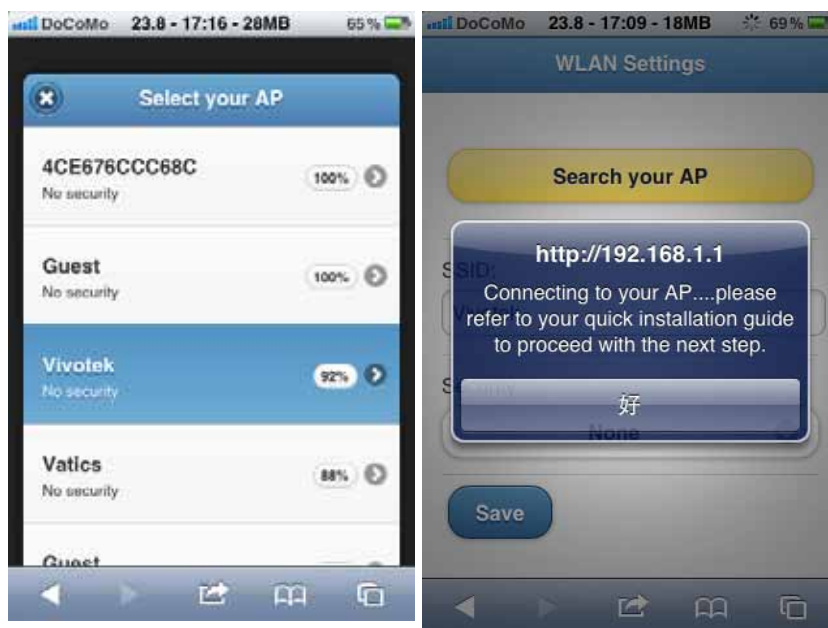 DoCoMo 23.8 - 17:16 - 28MB 65%
Select your AP
4CE676CCC68C
No security
100%
Guest
No security
100%
Vivotek
No security
92%
Vatics
No security
88%
Guest
DoCoMo 23.8 - 17:09 - 18MB 69%
WLAN Settings
Search your AP
SSID:
http://192.168.1.1
Connecting to your AP....please
refer to your quick installation guide
to proceed with the next step.
好
None
Save